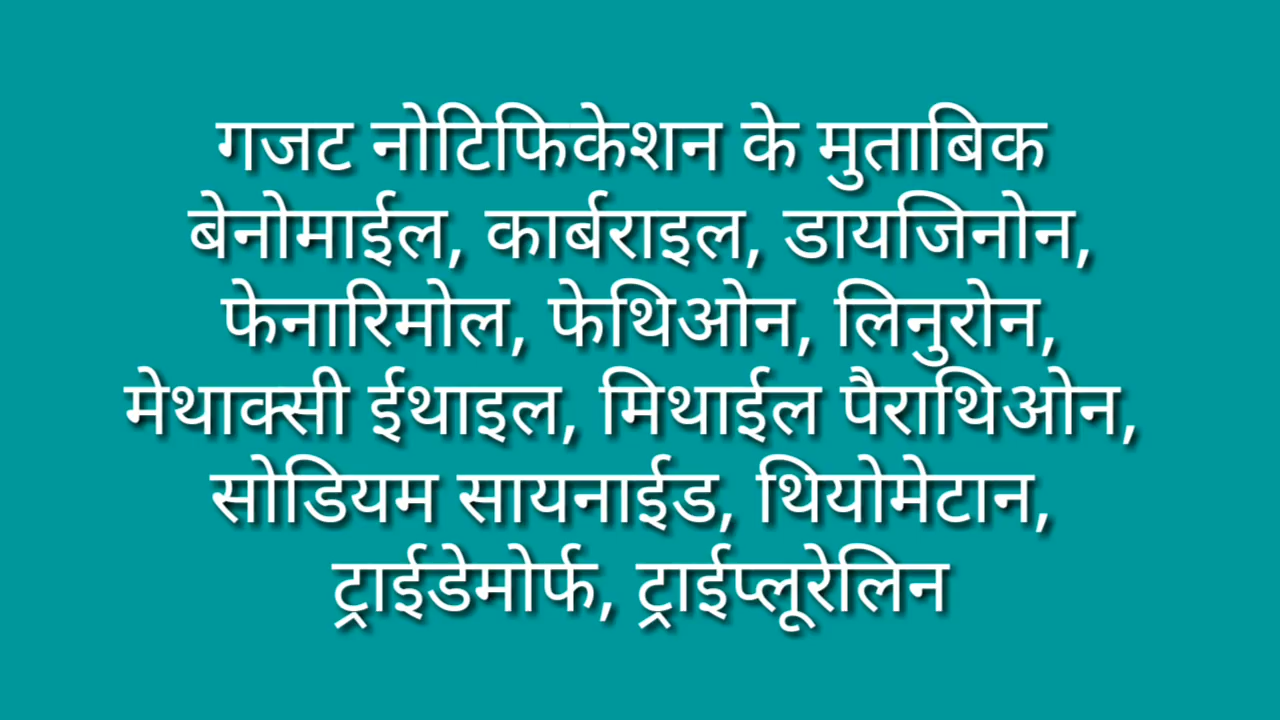 गजट नोटिफिकेशन के मुताबिक
बेनोमाईल, कार्बराइल, डायजिनोन,
फेनारिमोल, फेथिओन, लिनुरोन,
मेथाक्सी ईथाइल, मिथाईल पैराथिओन,
सोडियम सायनाईड, थियोमेटान,
ट्राईडेमोर्फ, ट्राईप्लूरेलिन